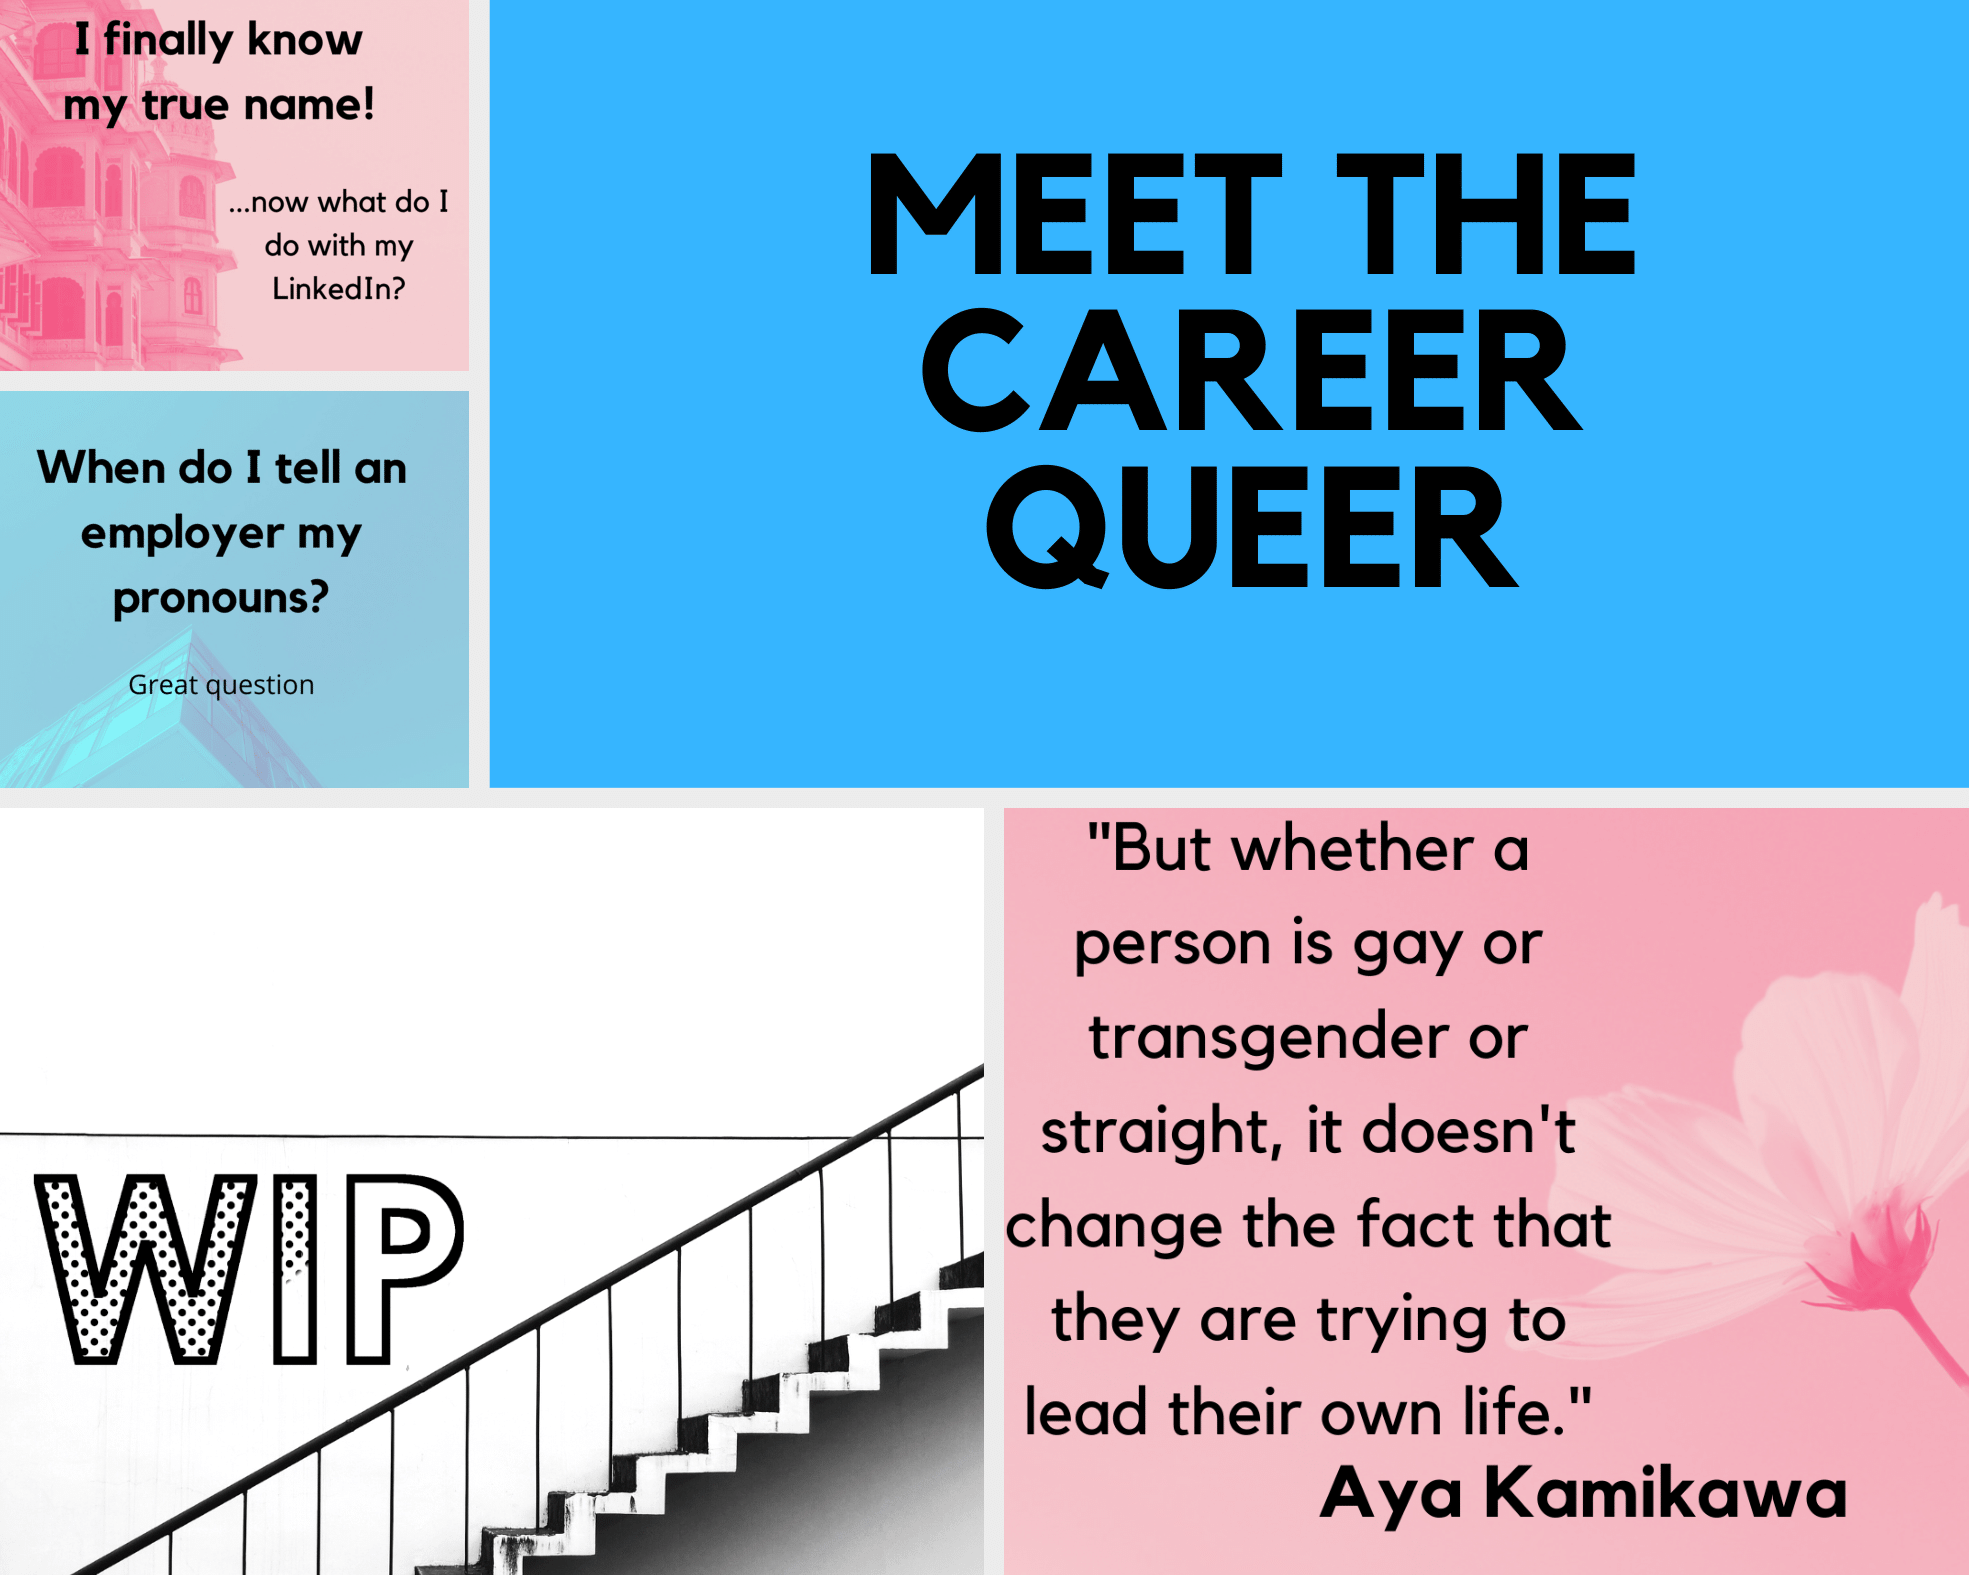 I finally know
my true name!
...now what do I
do with my
LinkedIn?
When do I tell an
employer my
pronouns?
Great question
MEET THE
CAREER
QUEER
WIP
"But whether a
person is gay or
transgender or
straight, it doesn't
change the fact that
they are trying to
lead their own life."
Aya Kamikawa